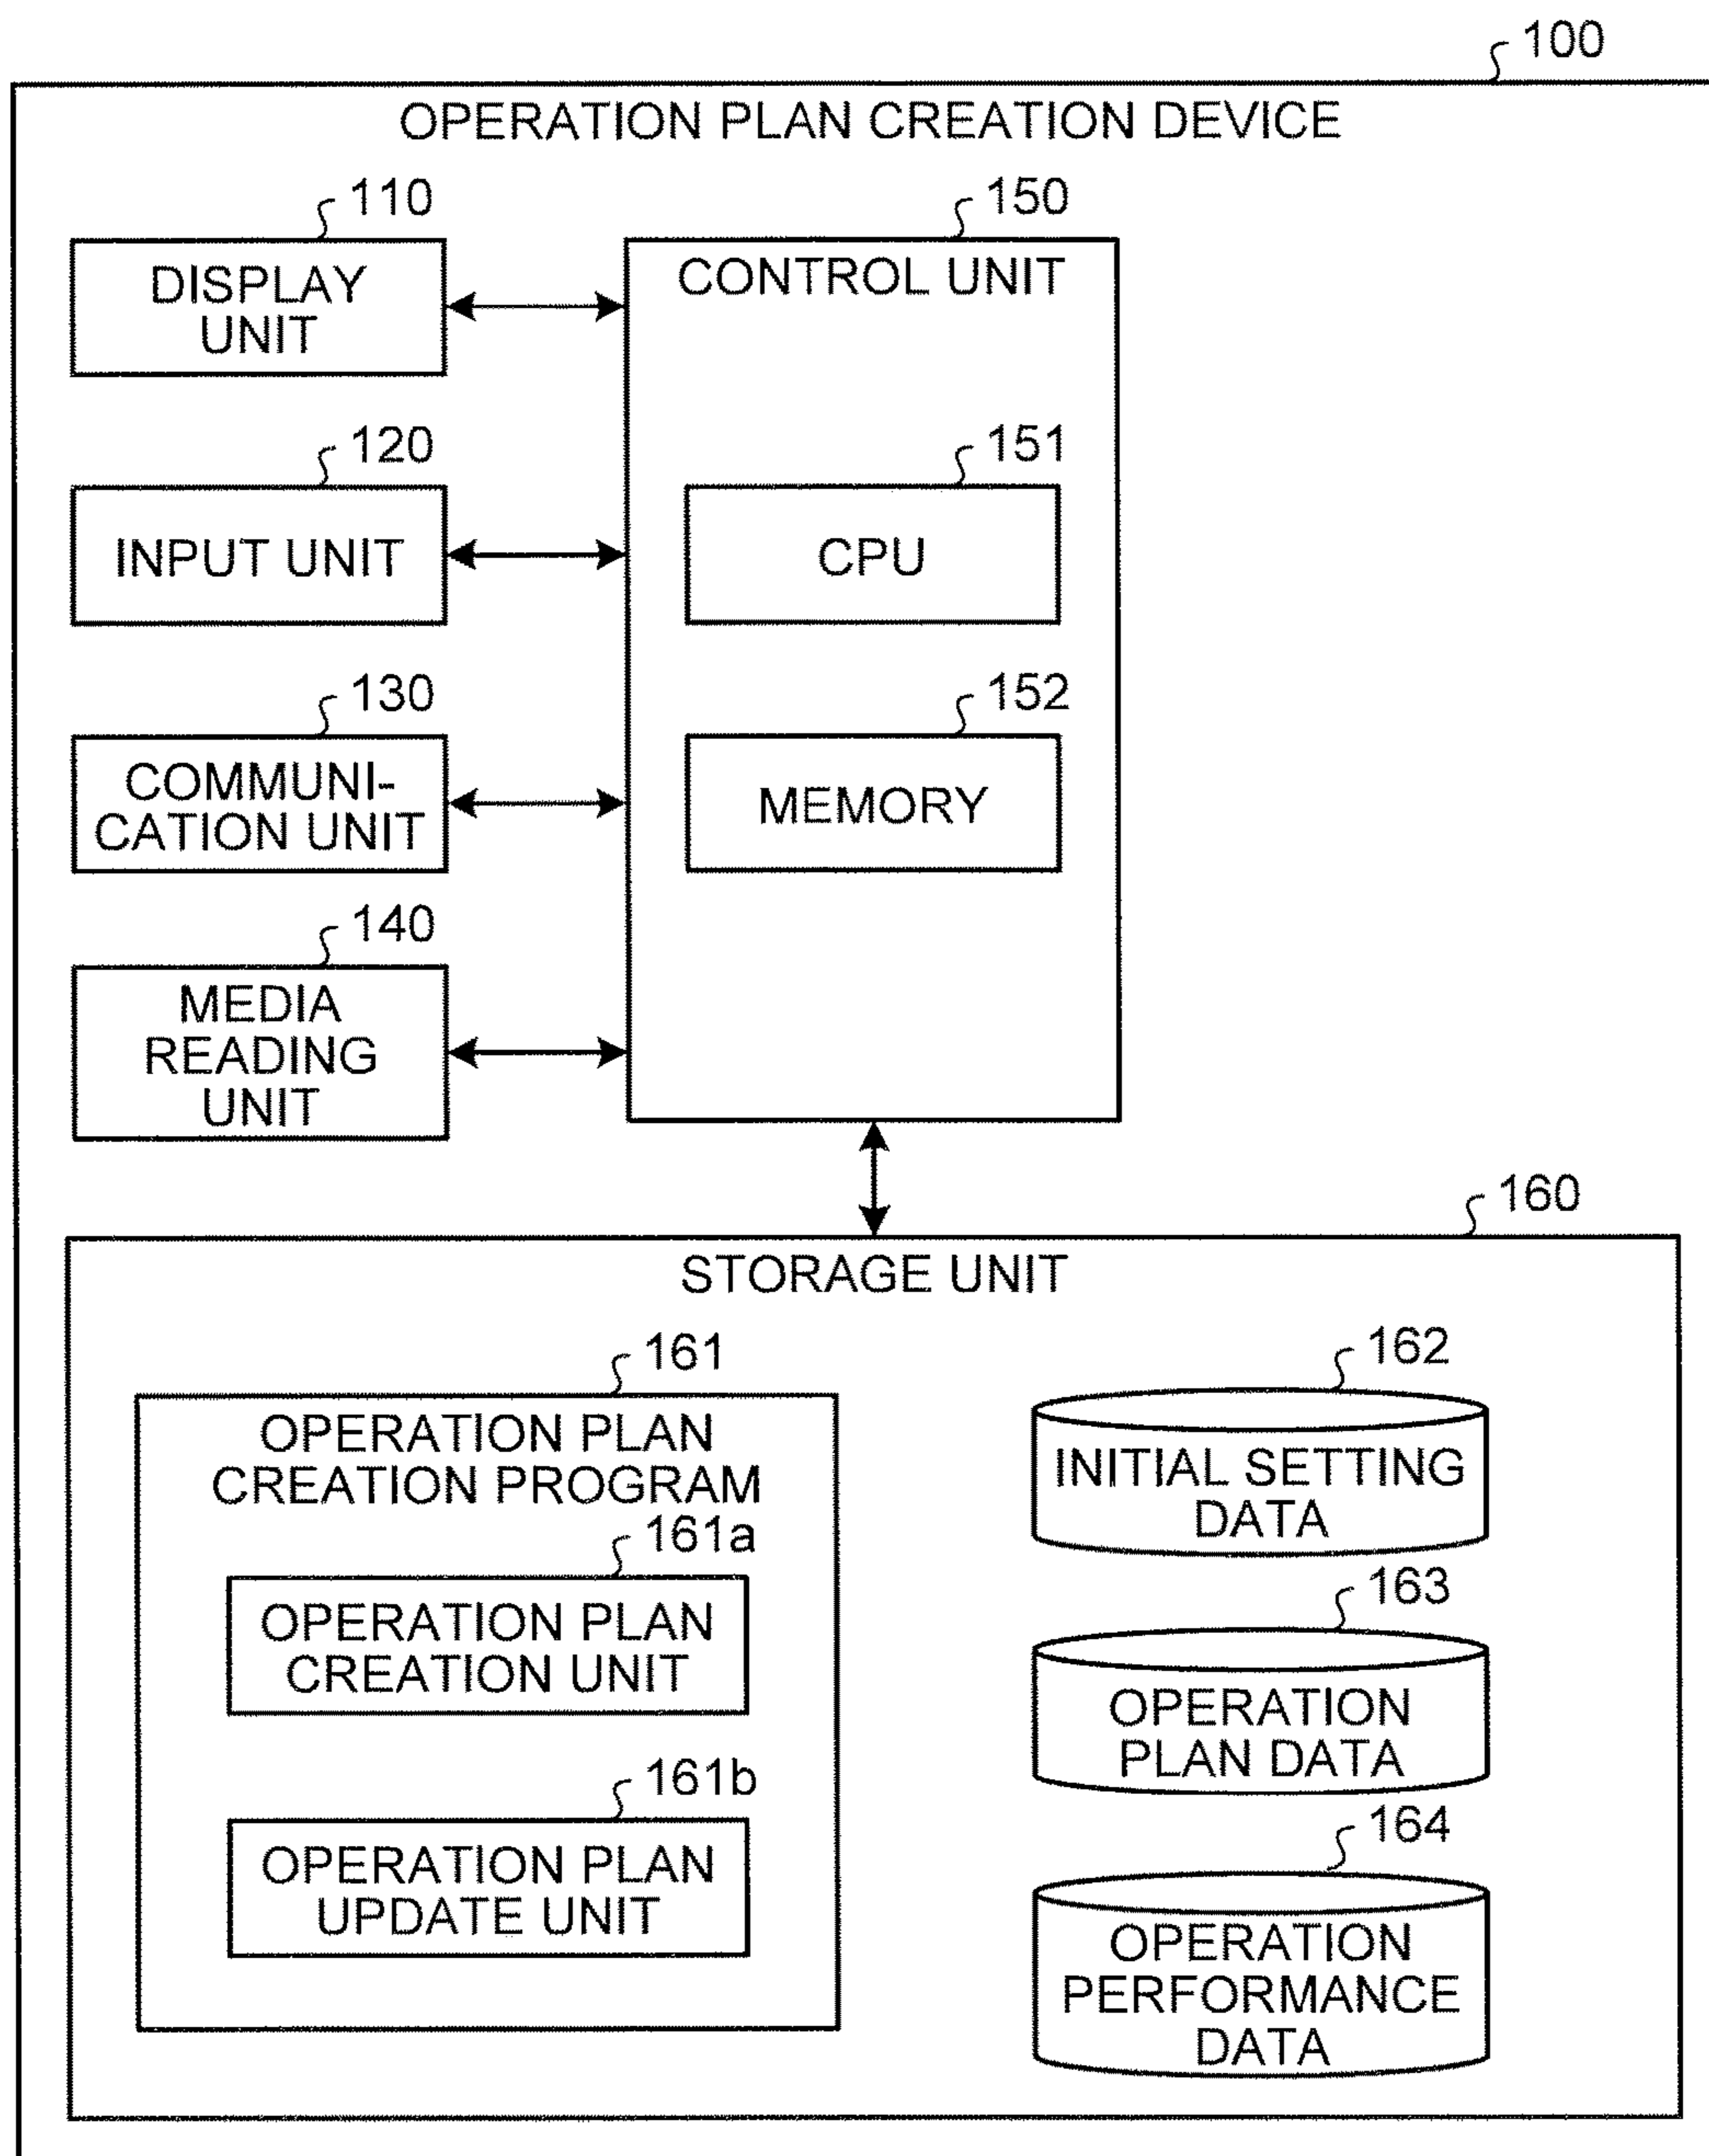 100
OPERATION PLAN CREATION DEVICE
110
DISPLAY
UNIT
150
CONTROL UNIT
120
INPUT UNIT
151
CPU
130
COMMUNI-
CATION UNIT
152
MEMORY
140
MEDIA
READING
UNIT
160
STORAGE UNIT
161
OPERATION PLAN
CREATION PROGRAM
161a
OPERATION PLAN
CREATION UNIT
161b
OPERATION PLAN
UPDATE UNIT
162
INITIAL SETTING
DATA
163
OPERATION
PLAN DATA
164
OPERATION
PERFORMANCE
DATA